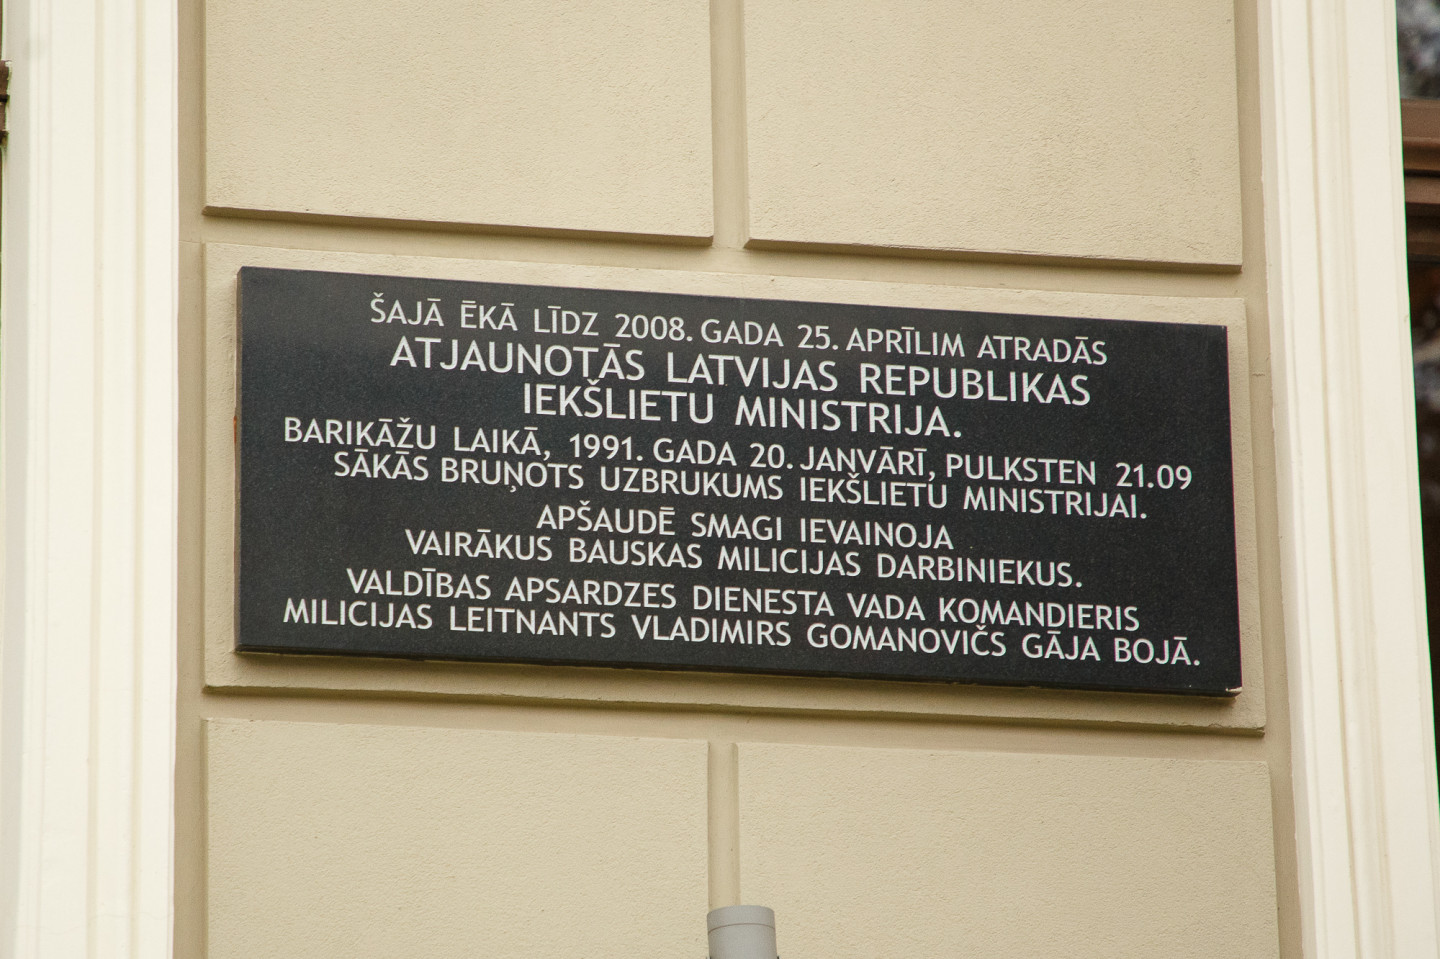 ŠAJĀ ĒKĀ LĪDZ 2008. GADA 25. APRĪLIM ATRADĀS
ATJAUNOTĀS LATVIJAS REPUBLIKAS
IEKŠLIETU MINISTRIJA.
BARIKĀŽU LAIKĀ, 1991. GADA 20. JANVĀRĪ, PULKSTEN 21.09
SĀKĀS BRUŅOTS UZBRUKUMS IEKŠLIETU MINISTRIJAI.
APŠAUDĒ SMAGI IEVAINOJA
VAIRĀKUS BAUSKAS MILICIJAS DARBINIEKUS.
VALDĪBAS APSARDZES DIENESTA VADA KOMANDIERIS
MILICIJAS LEITNANTS VLADIMIRS GOMANOVIČS GĀJA BOJĀ.